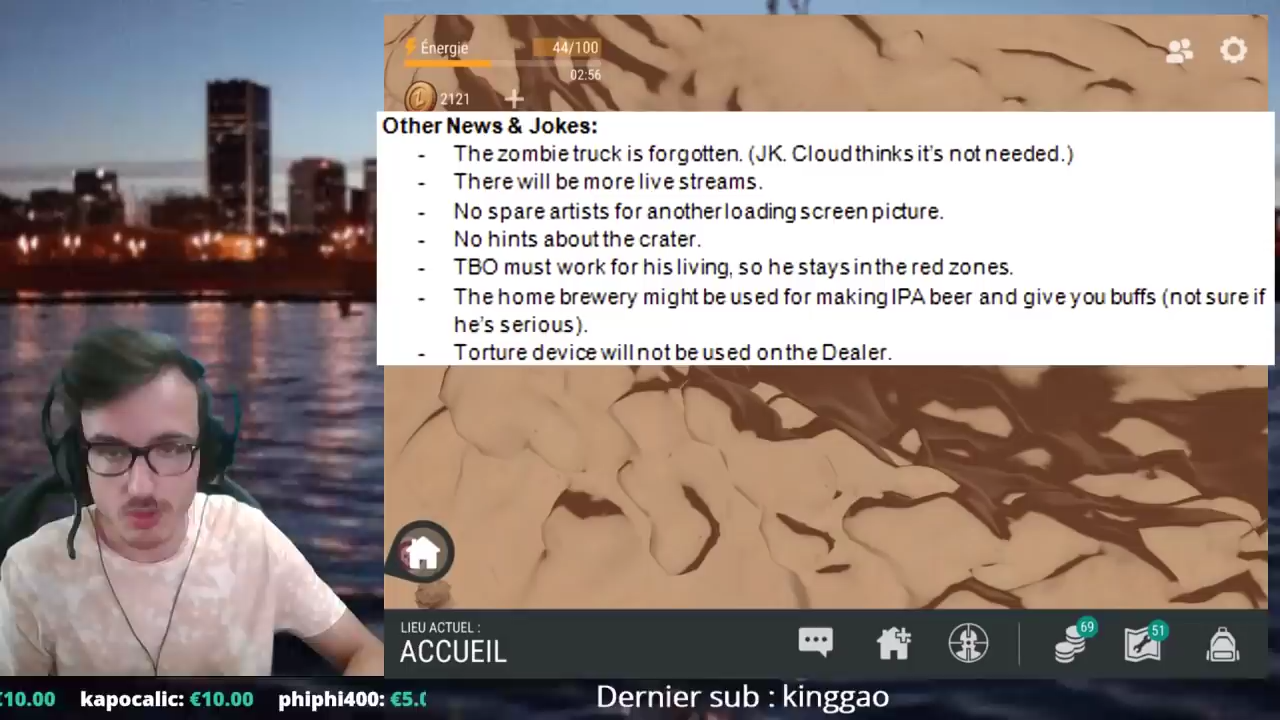 Énergie 44/100
02:56
2121
Other News & Jokes:
- The zombie truck is forgotten. (JK. Cloud thinks it's not needed.)
- There will be more live streams.
- No spare artists for another loading screen picture.
- No hints about the crater.
- TBO must work for his living, so he stays in the red zones.
- The home brewery might be used for making IPA beer and give you buffs (not sure if
he's serious).
- Torture device will not be used on the Dealer.
LIEU ACTUEL :
ACCUEIL
69
51
€10.00 kapocalic: €10.00 phiphi400: €5.0
Dernier sub : kinggao